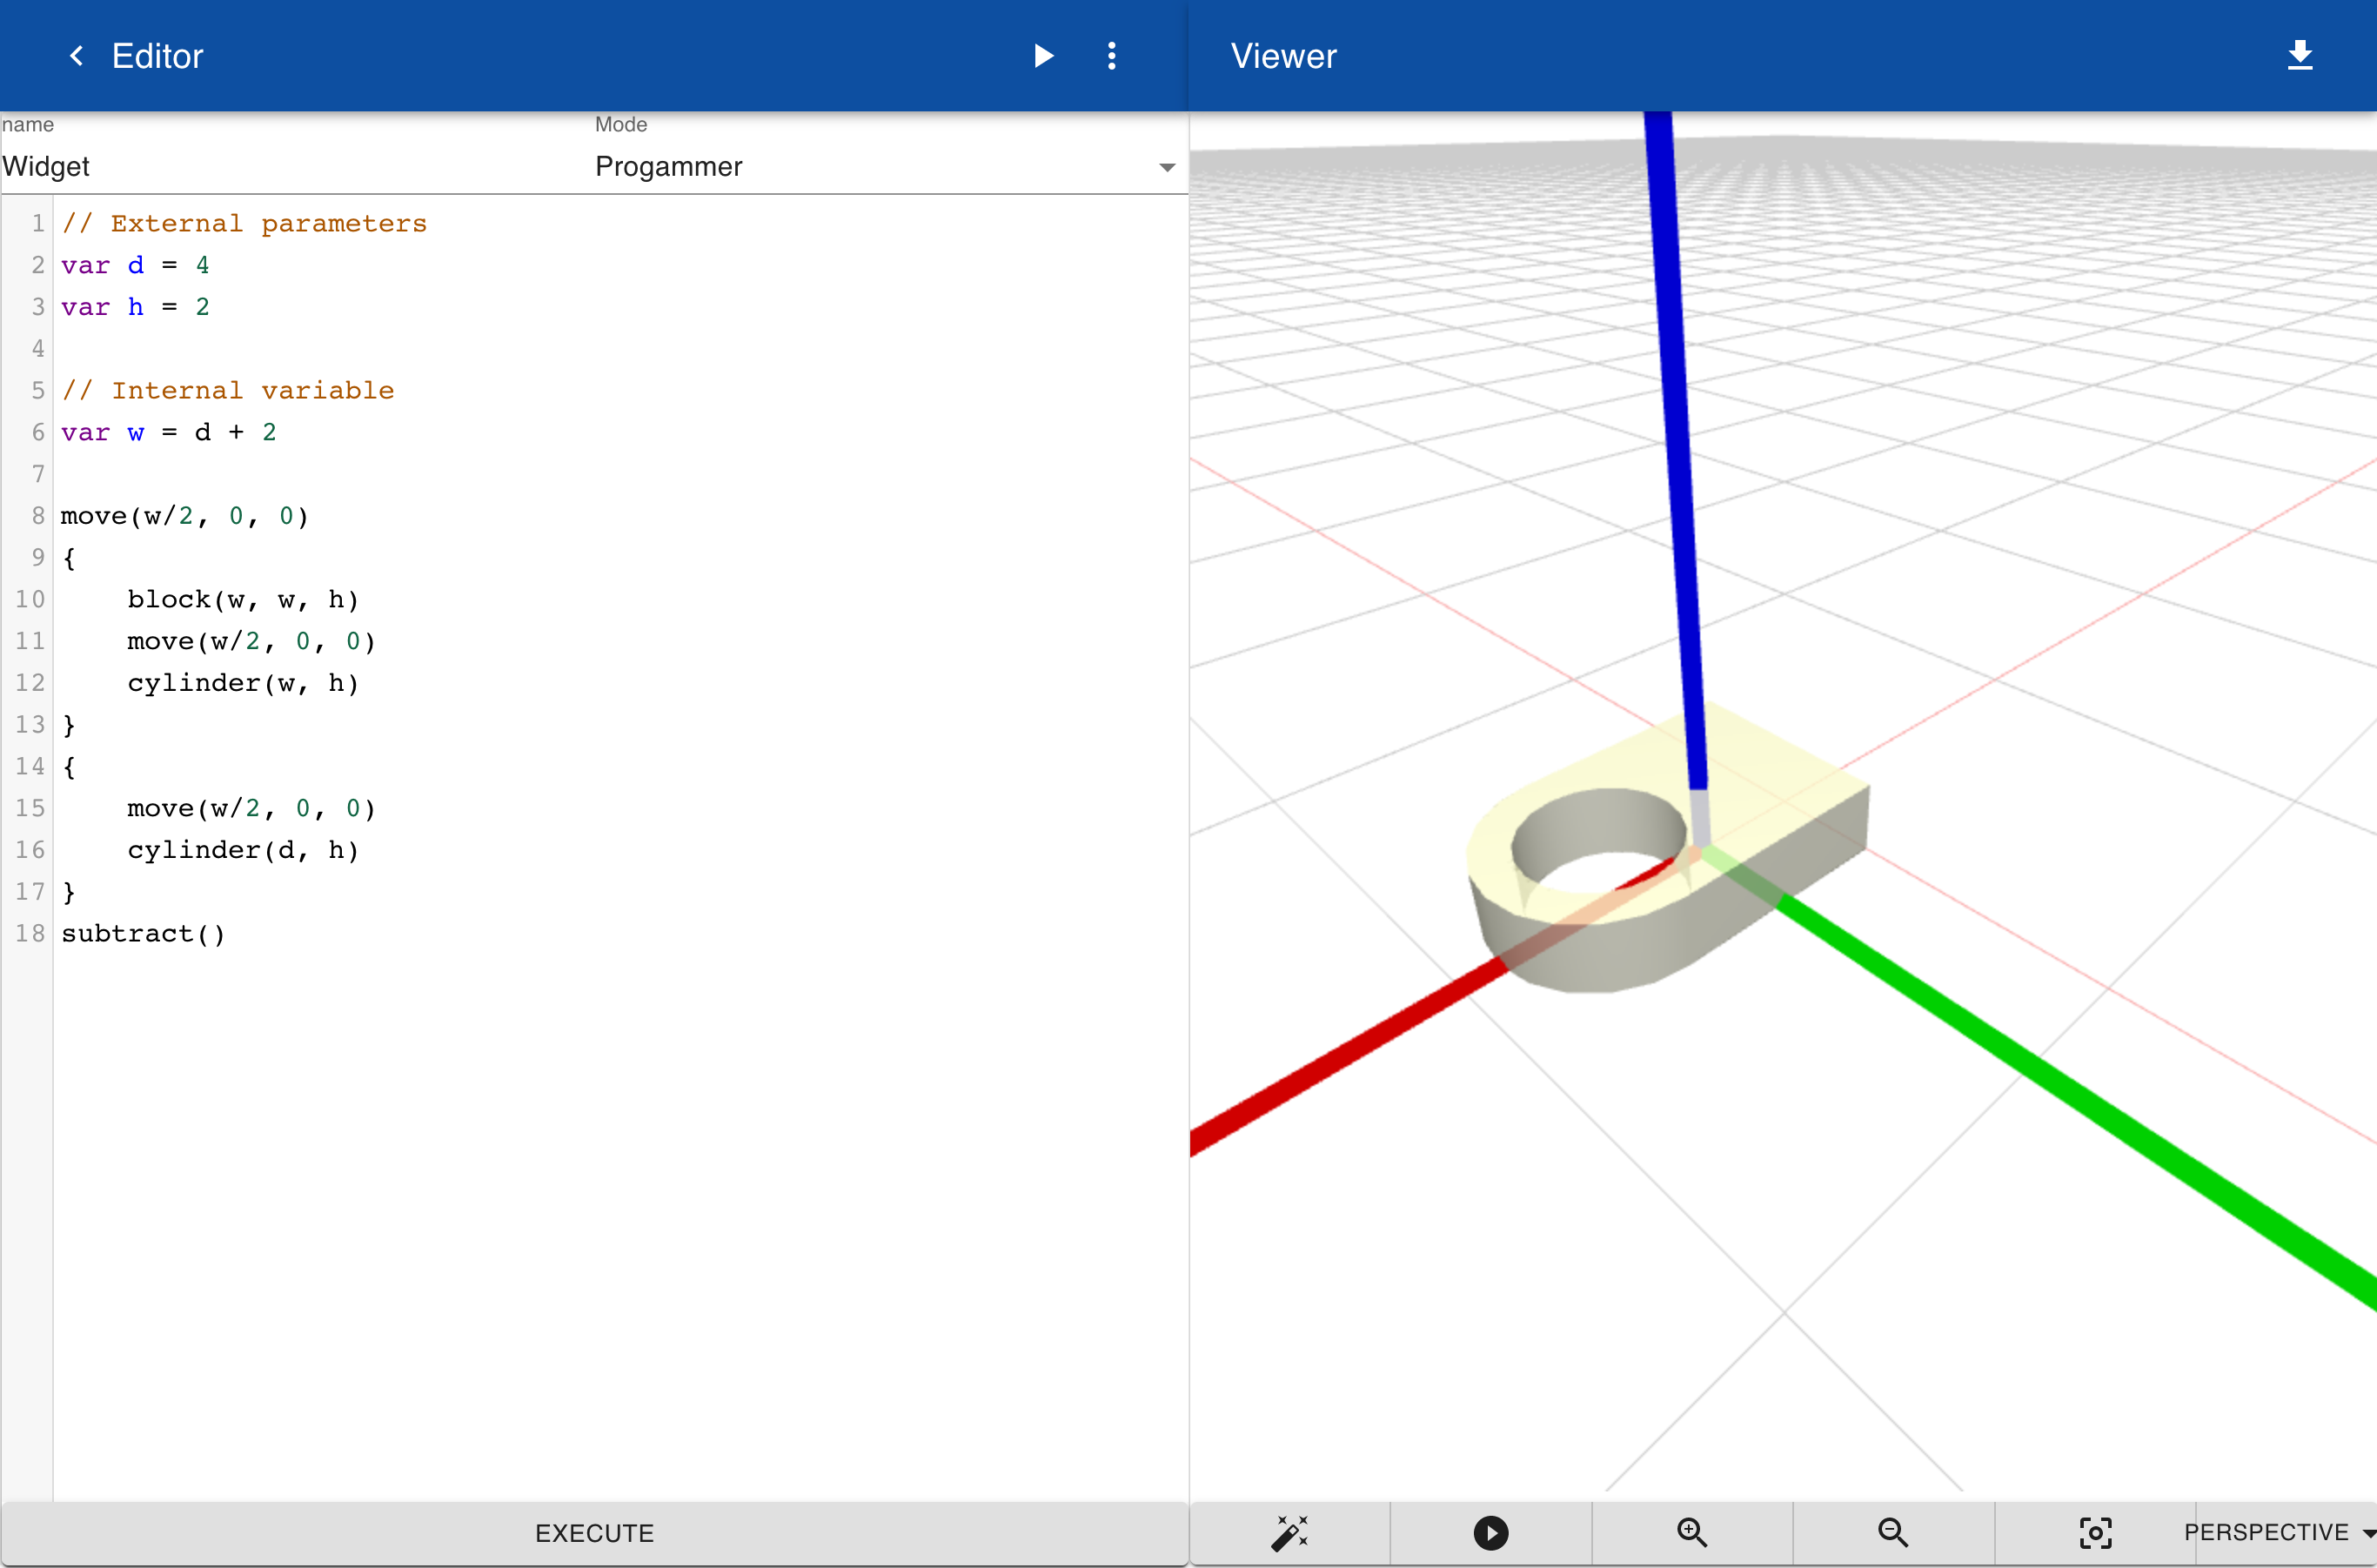 Editor
Viewer
name
Mode
Widget
Progammer
1 // External parameters
2 var d = 4
3 var h = 2
4
5 // Internal variable
6 var w = d + 2
7
8 move(w/2, 0, 0)
9 {
10     block(w, w, h)
11     move(w/2, 0, 0)
12     cylinder(w, h)
13 }
14 {
15     move(w/2, 0, 0)
16     cylinder(d, h)
17 }
18 subtract()
EXECUTE
PERSPECTIVE